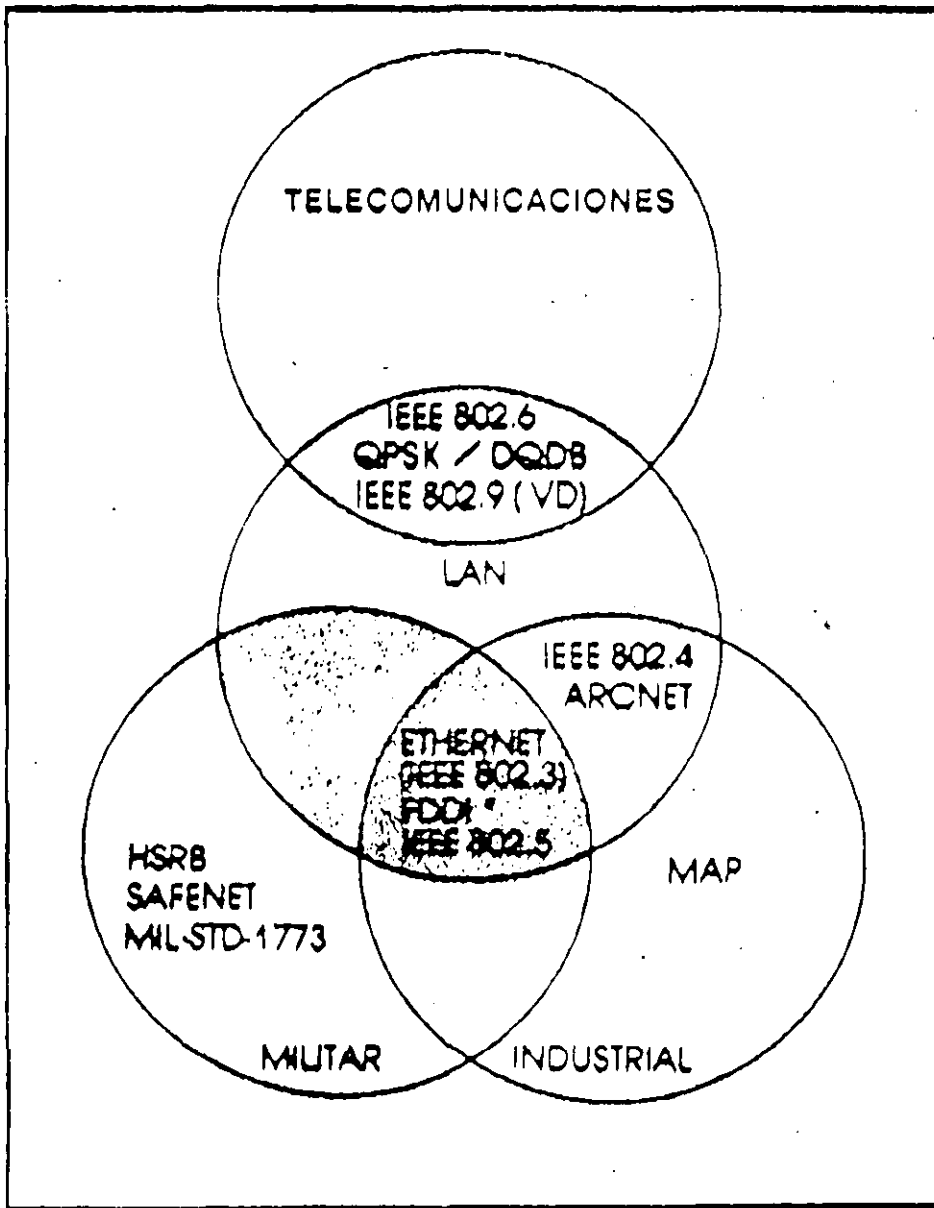 TELECOMUNICACIONES
IEEE 802.6
QPSK / DQDB
IEEE 802.9 (VD)
LAN
IEEE 802.4
ARCNET
ETHERNET
(IEEE 802.3)
FDDI *
IEEE 802.5
HSRB
SAFENET
MIL-STD-1773
MAP
MILITAR
INDUSTRIAL